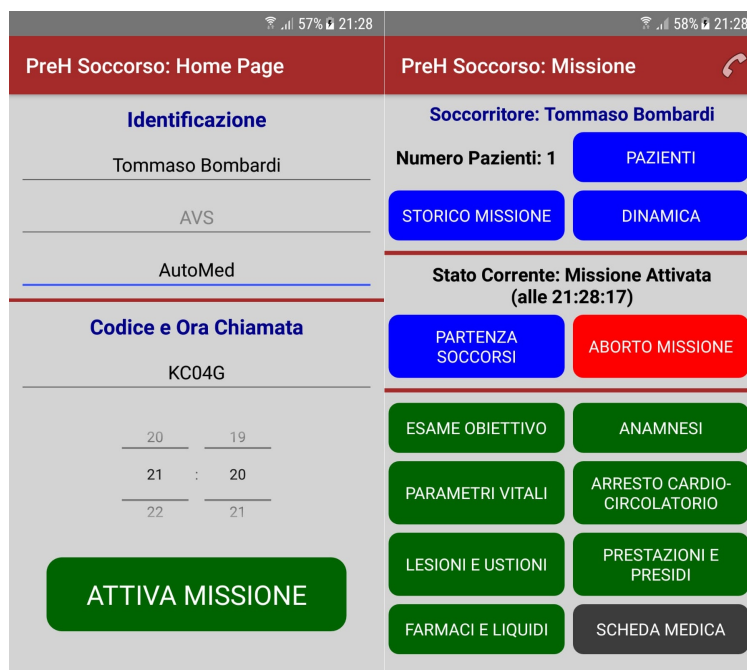 57% 21:28
PreH Soccorso: Home Page
Identificazione
Tommaso Bombardi
AVS
AutoMed
Codice e Ora Chiamata
KC04G
20 19
21 : 20
22 21
ATTIVA MISSIONE
58% 21:28
PreH Soccorso: Missione
Soccorritore: Tommaso Bombardi
Numero Pazienti: 1 PAZIENTI
STORICO MISSIONE DINAMICA
Stato Corrente: Missione Attivata
(alle 21:28:17)
PARTENZA
SOCCORSI
ABORTO MISSIONE
ESAME OBIETTIVO ANAMNESI
PARAMETRI VITALI
ARRESTO CARDIO-
CIRCOLATORIO
LESIONI E USTIONI
PRESTAZIONI E
PRESIDI
FARMACI E LIQUIDI SCHEDA MEDICA